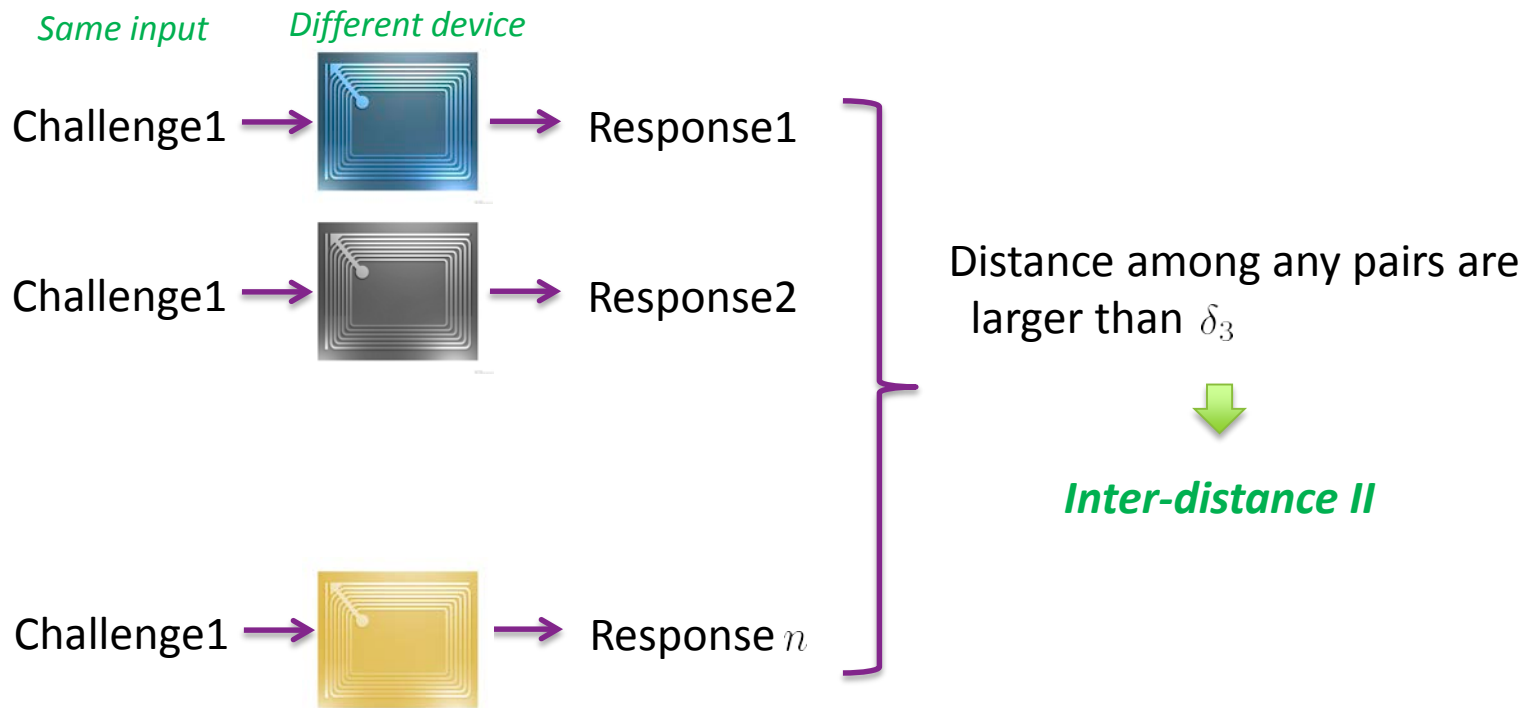 Same input
Different device
Challenge1
Response1
Challenge1
Response2
Distance among any pairs are
larger than δ₃
Inter-distance II
Challenge1
Response n